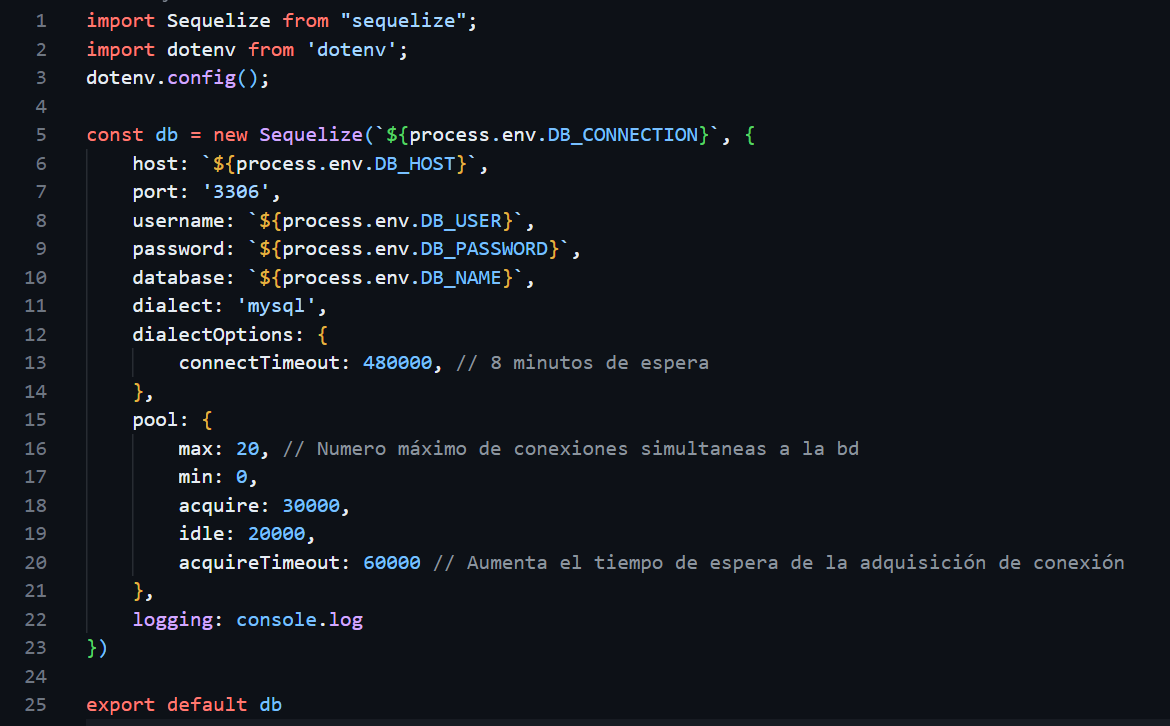 1 import Sequelize from "sequelize";
2 import dotenv from 'dotenv';
3 dotenv.config();
4
5 const db = new Sequelize(`${process.env.DB_CONNECTION}`, {
6     host: `${process.env.DB_HOST}`,
7     port: '3306',
8     username: `${process.env.DB_USER}`,
9     password: `${process.env.DB_PASSWORD}`,
10     database: `${process.env.DB_NAME}`,
11     dialect: 'mysql',
12     dialectOptions: {
13         connectTimeout: 480000, // 8 minutos de espera
14     },
15     pool: {
16         max: 20, // Numero máximo de conexiones simultaneas a la bd
17         min: 0,
18         acquire: 30000,
19         idle: 20000,
20         acquireTimeout: 60000 // Aumenta el tiempo de espera de la adquisición de conexión
21     },
22     logging: console.log
23 })
24
25 export default db